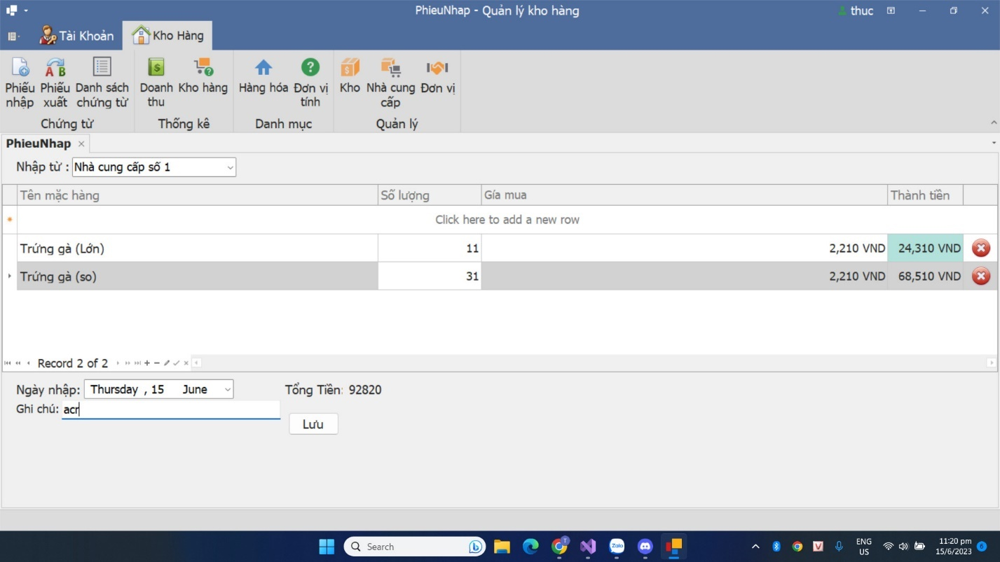 PhieuNhap - Quản lý kho hàng
thuc
Tài Khoản
Kho Hàng
Phiếu nhập
Phiếu xuất
Danh sách chứng từ
Doanh thu
Kho hàng
Hàng hóa
Đơn vị tính
Kho
Nhà cung cấp
Đơn vị
Chứng từ
Thống kê
Danh mục
Quản lý
PhieuNhap
Nhập từ : Nhà cung cấp số 1
Tên mặc hàng Số lượng Gía mua Thành tiền
Click here to add a new row
Trứng gà (Lớn) 11 2,210 VND 24,310 VND
Trứng gà (so) 31 2,210 VND 68,510 VND
Record 2 of 2
Ngày nhập: Thursday , 15 June Tổng Tiền: 92820
Ghi chú: acr
Lưu
Search
Zalo
ENG
US
11:20 pm
15/6/2023
6